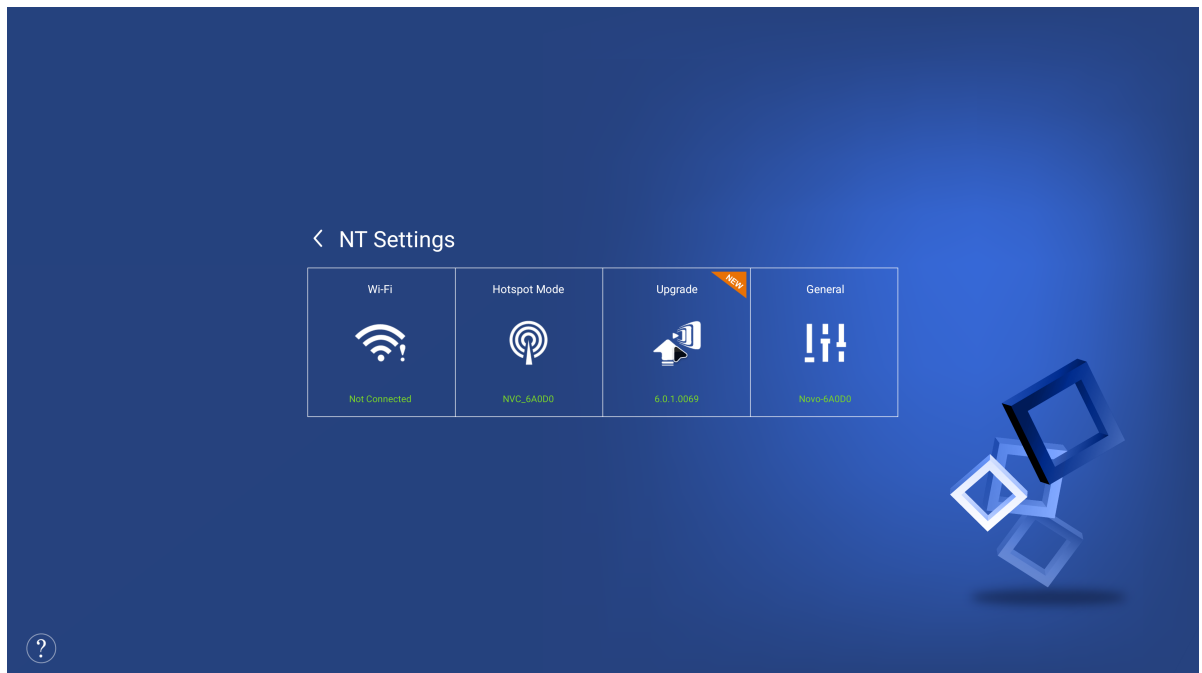 NT Settings
Wi-Fi
Hotspot Mode
Upgrade
NEW
General
Not Connected
NVC_6A0D0
6.0.1.0069
Novo-6A0D0
?